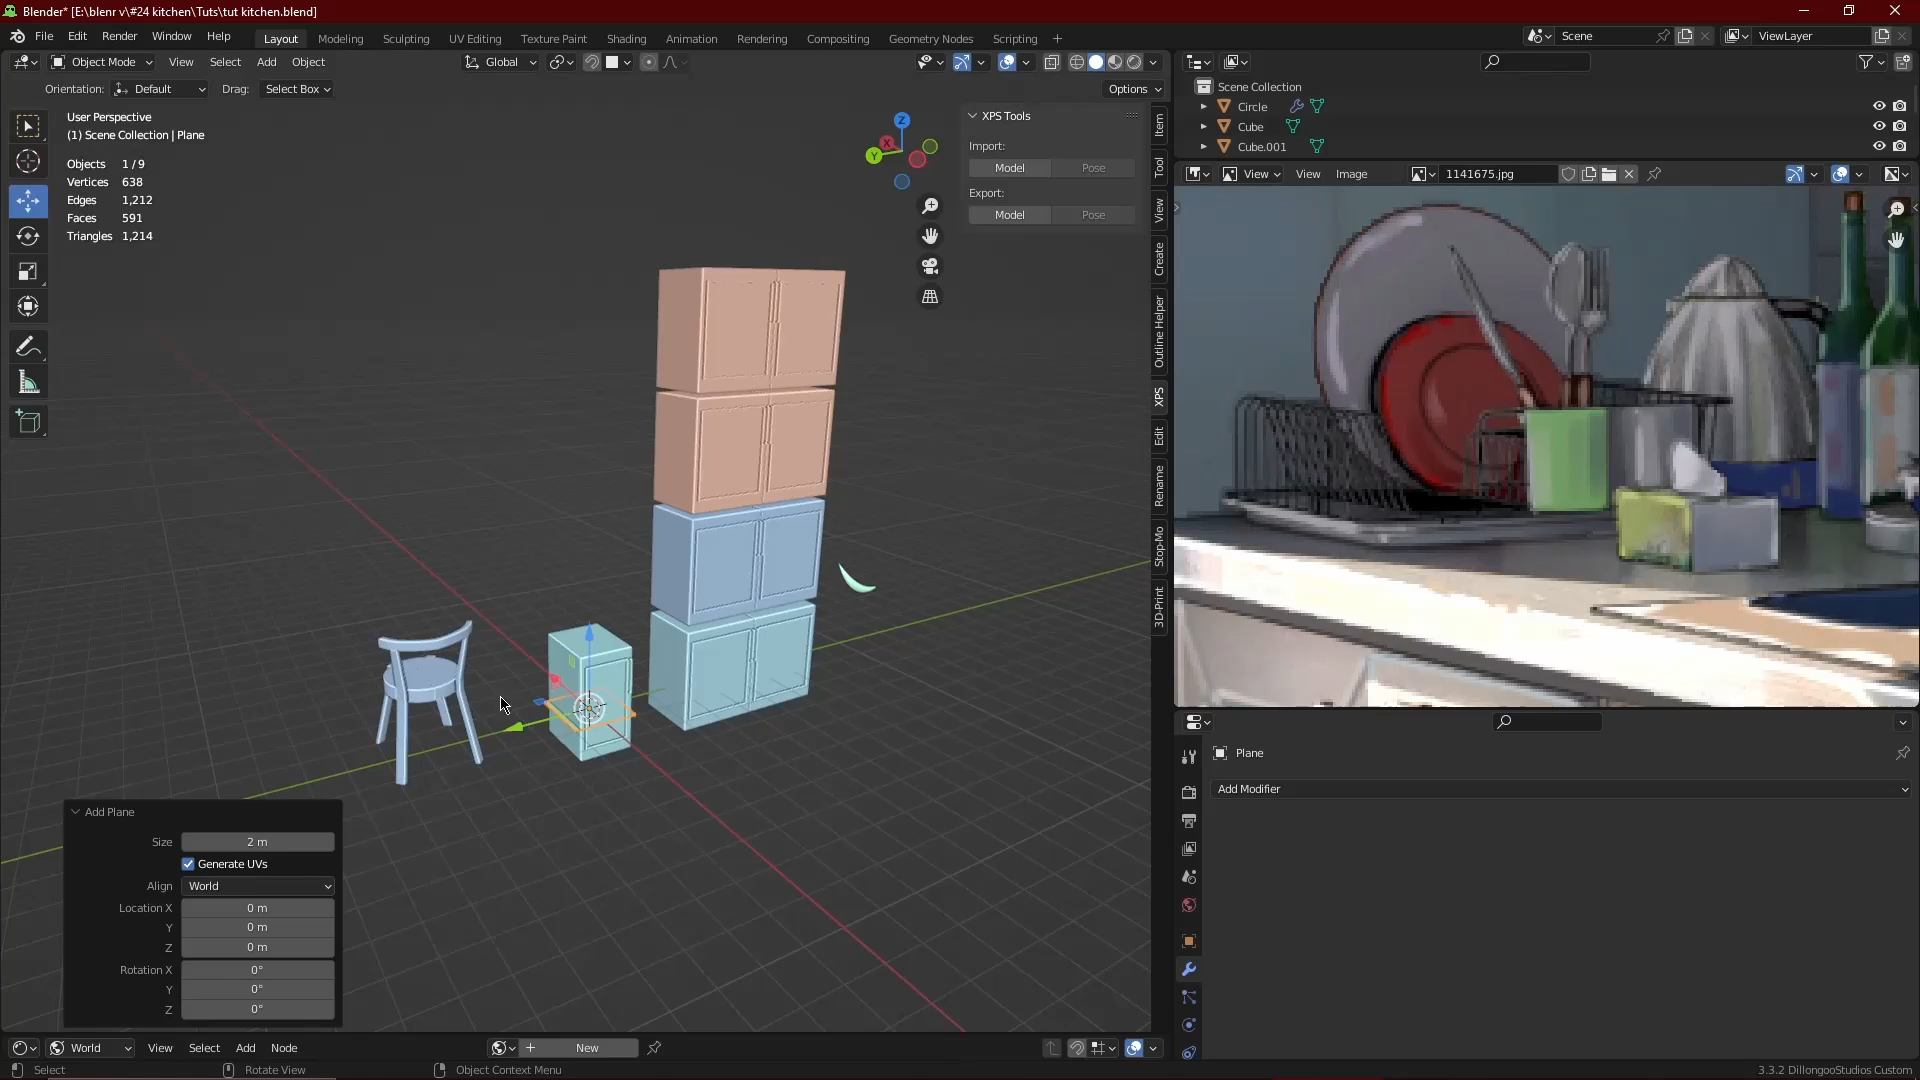 Blender* [E:\blenr v\#24 kitchen\Tuts\tut kitchen.blend]
File Edit Render Window Help
Layout Modeling Sculpting UV Editing Texture Paint Shading Animation Rendering Compositing Geometry Nodes Scripting
Scene
ViewLayer
Object Mode View Select Add Object
Global
Orientation: Default Drag: Select Box
Options
User Perspective
(1) Scene Collection | Plane
Objects 1 / 9
Vertices 638
Edges 1,212
Faces 591
Triangles 1,214
Z
X
Y
XPS Tools
Import:
Model Pose
Export:
Model Pose
Item
Tool
View
Create
Outline Helper
XPS
Edit
Rename
Stop-Mo
3D-Print
Scene Collection
Circle
Cube
Cube.001
View View Image 1141675.jpg
Plane
Add Modifier
Add Plane
Size 2 m
Generate UVs
Align World
Location X 0 m
Y 0 m
Z 0 m
Rotation X 0°
Y 0°
Z 0°
World View Select Add Node
New
Select
Rotate View
Object Context Menu
3.3.2 DillongooStudios Custom